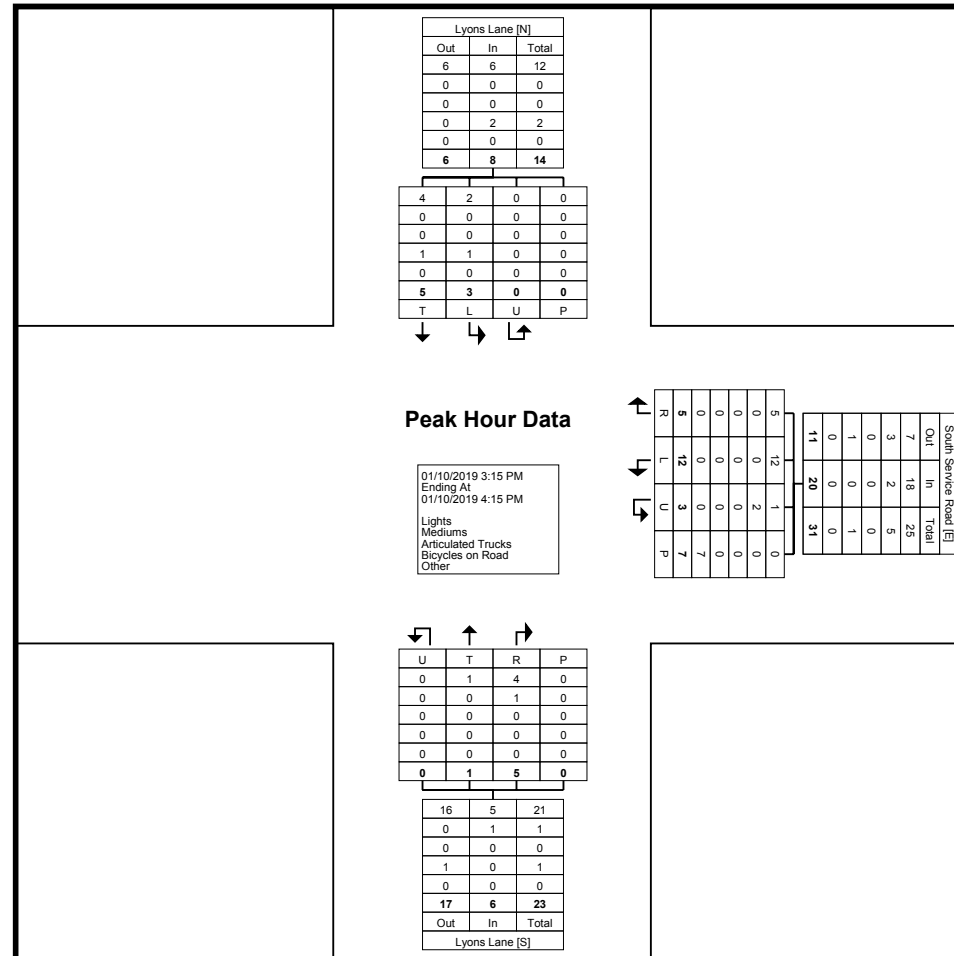 Lyons Lane [N]
Out In Total
6 6 12
0 0 0
0 0 0
0 2 2
0 0 0
6 8 14
4 2 0 0
0 0 0 0
0 0 0 0
1 1 0 0
0 0 0 0
5 3 0 0
T L U P
Peak Hour Data
01/10/2019 3:15 PM
Ending At
01/10/2019 4:15 PM
Lights
Mediums
Articulated Trucks
Bicycles on Road
Other
South Service Road [E]
Out In Total
7 18 25
3 2 5
0 0 0
1 0 1
0 0 0
11 20 31
5 12 1 0
0 0 2 0
0 0 0 0
0 0 0 0
0 0 0 7
5 12 3 7
R L U P
U T R P
0 1 4 0
0 0 1 0
0 0 0 0
0 0 0 0
0 0 0 0
0 1 5 0
16 5 21
0 1 1
0 0 0
1 0 1
0 0 0
17 6 23
Out In Total
Lyons Lane [S]